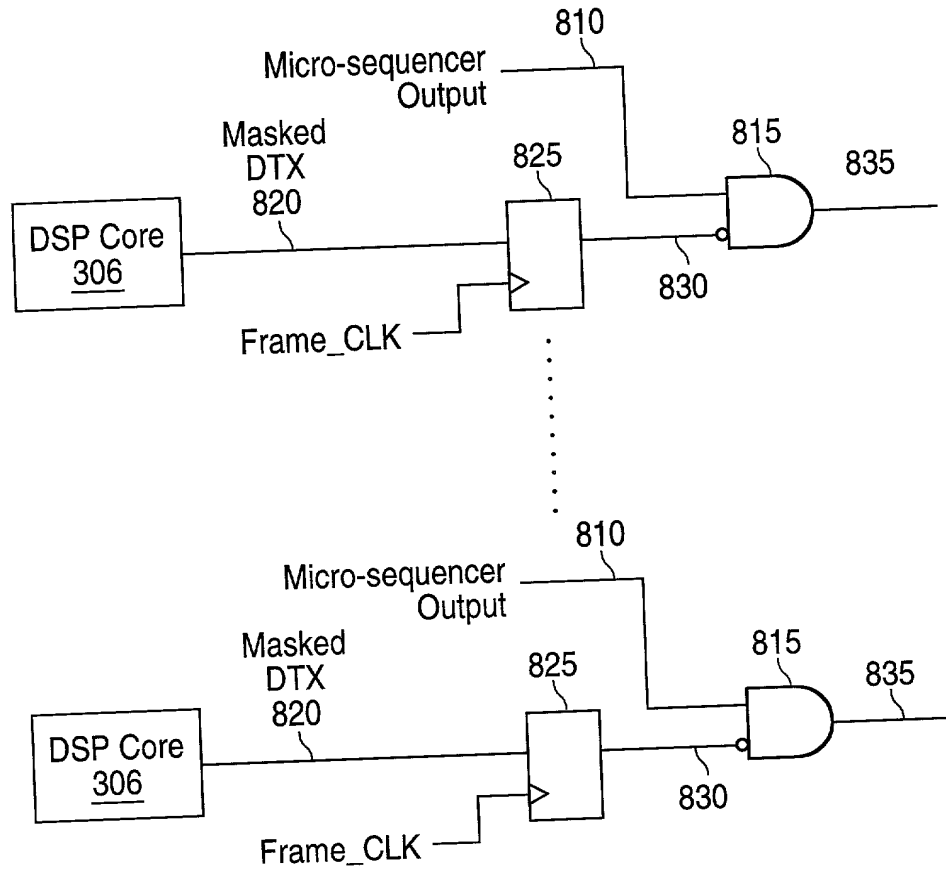 810
Micro-sequencer
Output
815
835
Masked
DTX
820
825
DSP Core
306
830
Frame_CLK
810
Micro-sequencer
Output
815
835
Masked
DTX
820
825
DSP Core
306
830
Frame_CLK